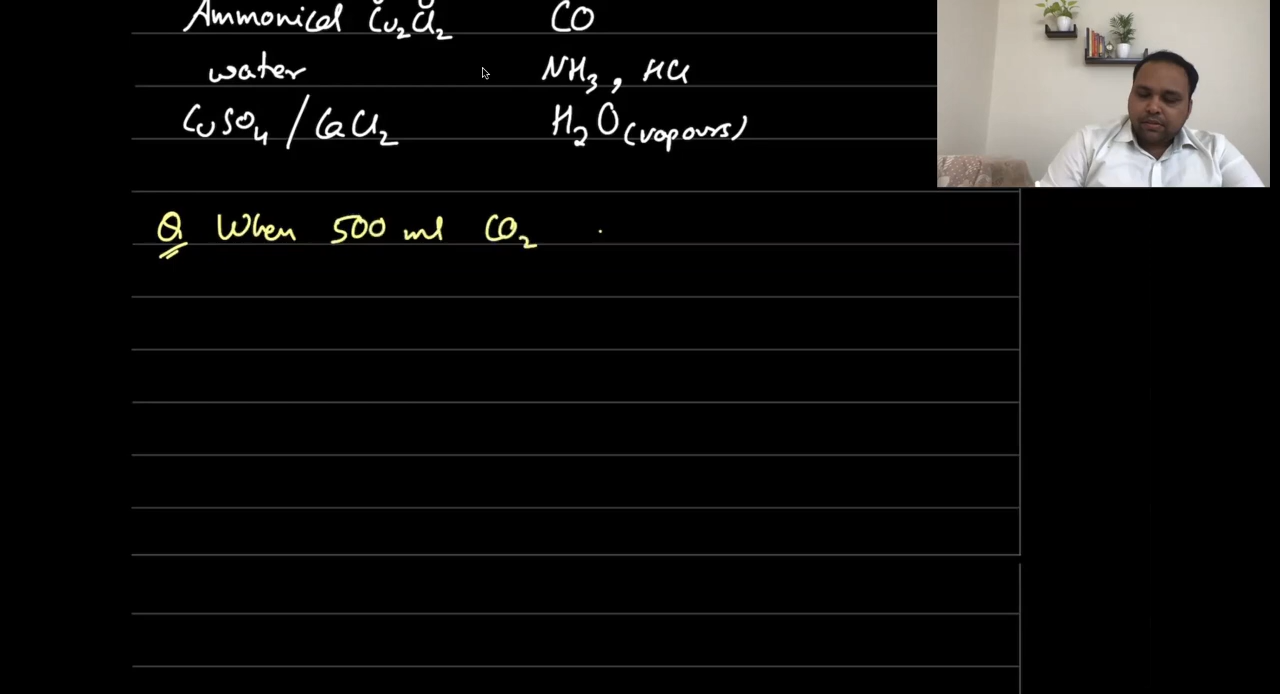 Ammonical Cu2Cl2 CO
water NH3, HCl
CuSO4 / CaCl2 H2O (vapours)
Q When 500 ml CO2